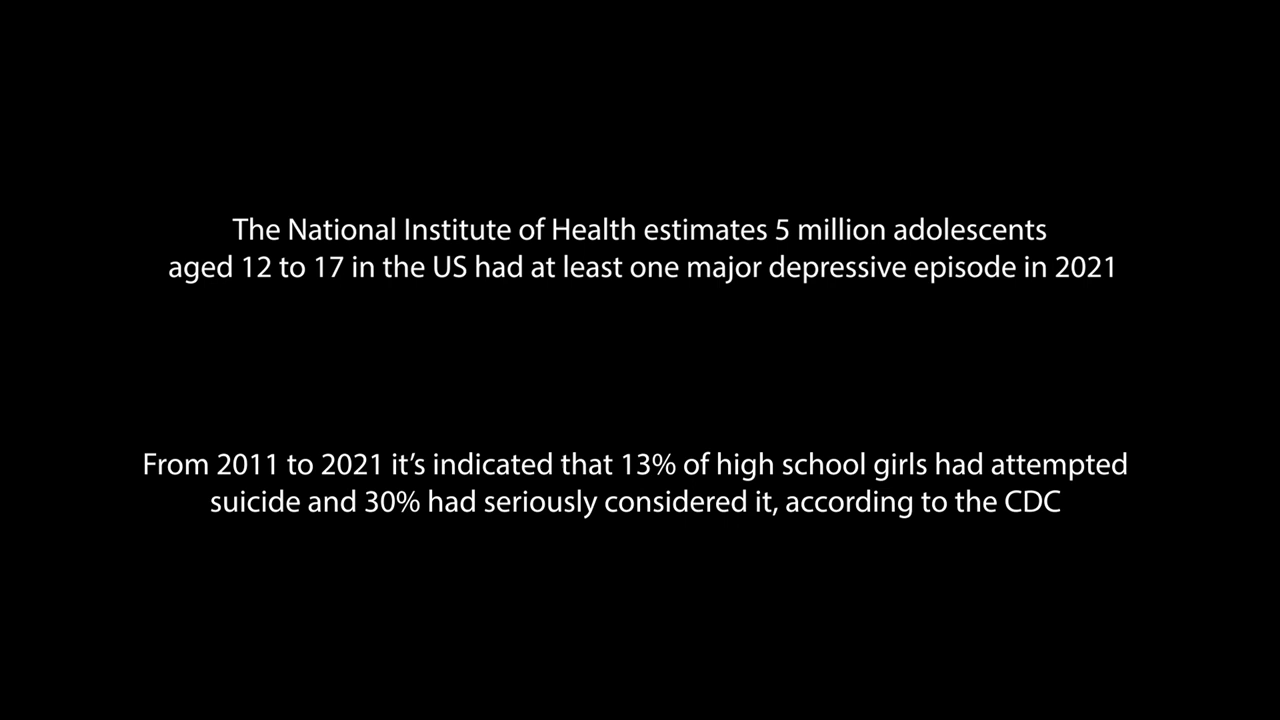 The National Institute of Health estimates 5 million adolescents
aged 12 to 17 in the US had at least one major depressive episode in 2021
From 2011 to 2021 it’s indicated that 13% of high school girls had attempted
suicide and 30% had seriously considered it, according to the CDC